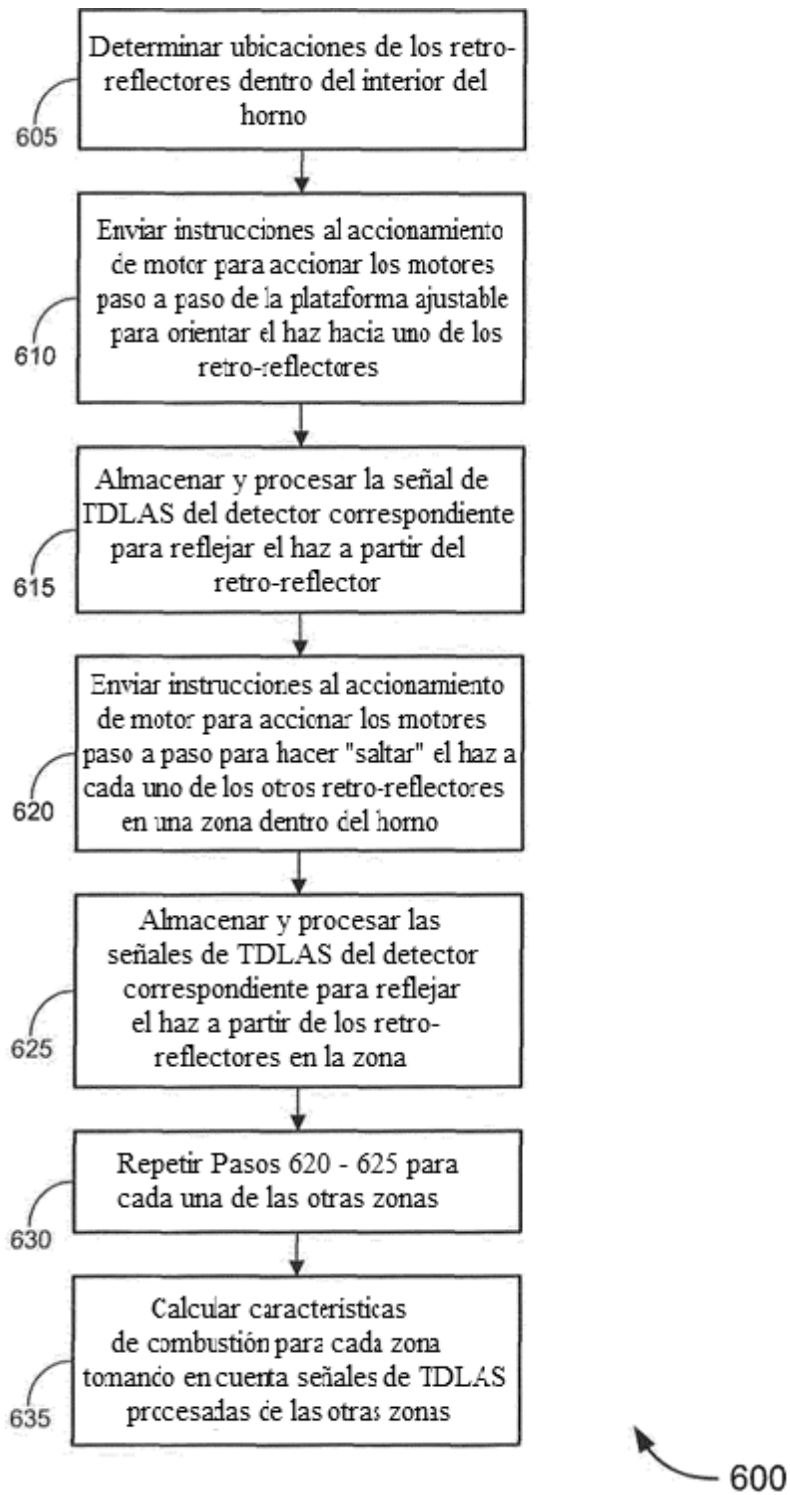 Determinar ubicaciones de los retro-
reflectores dentro del interior del
horno
605
Enviar instrucciones al accionamiento
de motor para accionar los motores
paso a paso de la plataforma ajustable
para orientar el haz hacia uno de los
retro-reflectores
610
Almacenar y procesar la señal de
TDLAS del detector correspondiente
para reflejar el haz a partir del
retro-reflector
615
Enviar instrucciones al accionamiento
de motor para accionar los motores
paso a paso para hacer "saltar" el haz a
cada uno de los otros retro-reflectores
en una zona dentro del horno
620
Almacenar y procesar las
señales de TDLAS del detector
correspondiente para reflejar
el haz a partir de los retro-
reflectores en la zona
625
Repetir Pasos 620 - 625 para
cada una de las otras zonas
630
Calcular características
de combustión para cada zona
tomando en cuenta señales de TDLAS
procesadas de las otras zonas
635
600